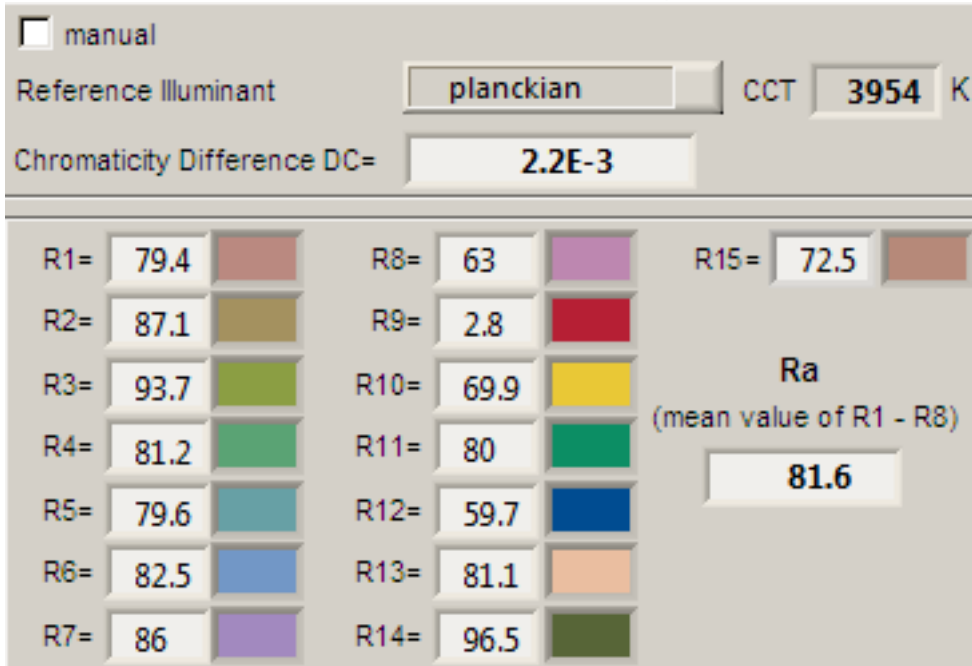 manual
Reference Illuminant planckian CCT 3954 K
Chromaticity Difference DC= 2.2E-3
R1= 79.4 R8= 63 R15= 72.5
R2= 87.1 R9= 2.8
R3= 93.7 R10= 69.9 Ra
(mean value of R1 - R8)
R4= 81.2 R11= 80
81.6
R5= 79.6 R12= 59.7
R6= 82.5 R13= 81.1
R7= 86 R14= 96.5